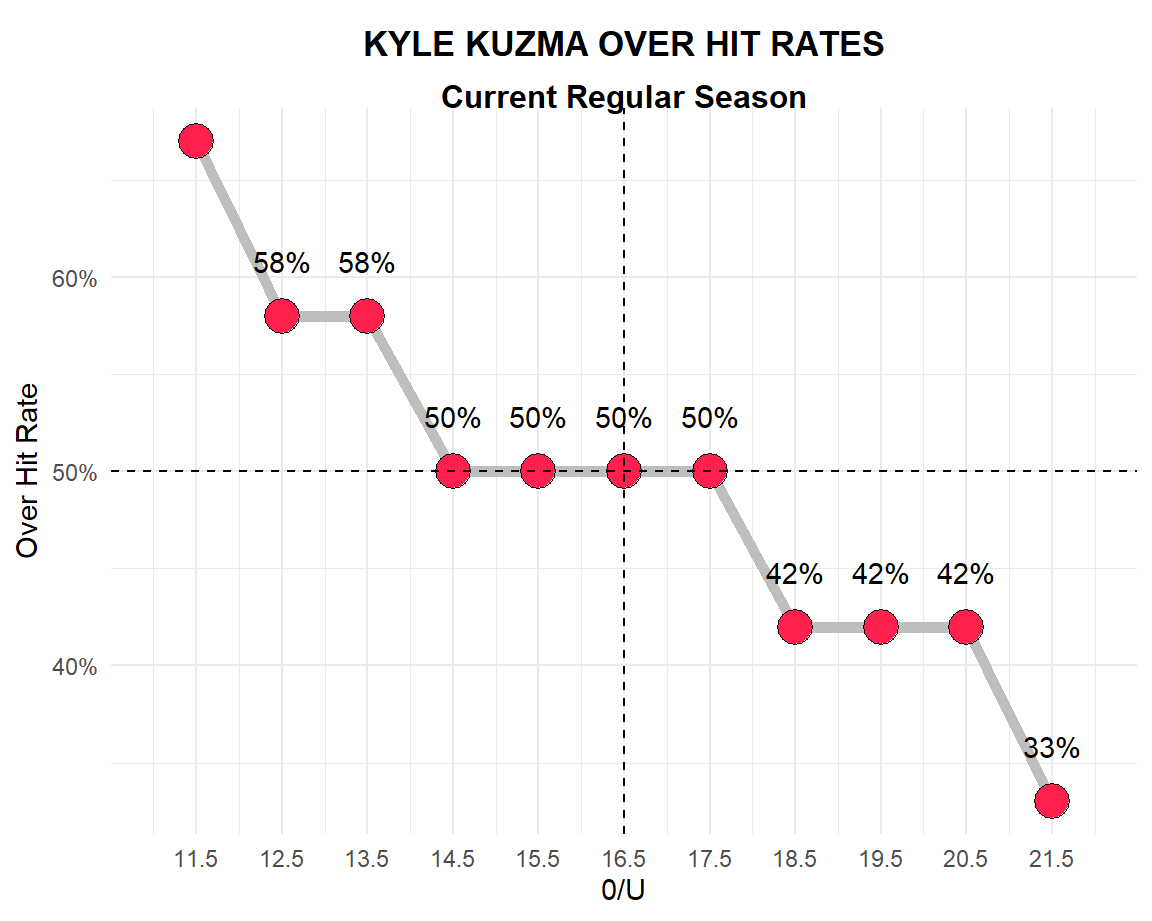 KYLE KUZMA OVER HIT RATES
Current Regular Season
58% 58%
60%
50% 50% 50% 50%
50%
Over Hit Rate
42% 42% 42%
40%
33%
11.5 12.5 13.5 14.5 15.5 16.5 17.5 18.5 19.5 20.5 21.5
0/U